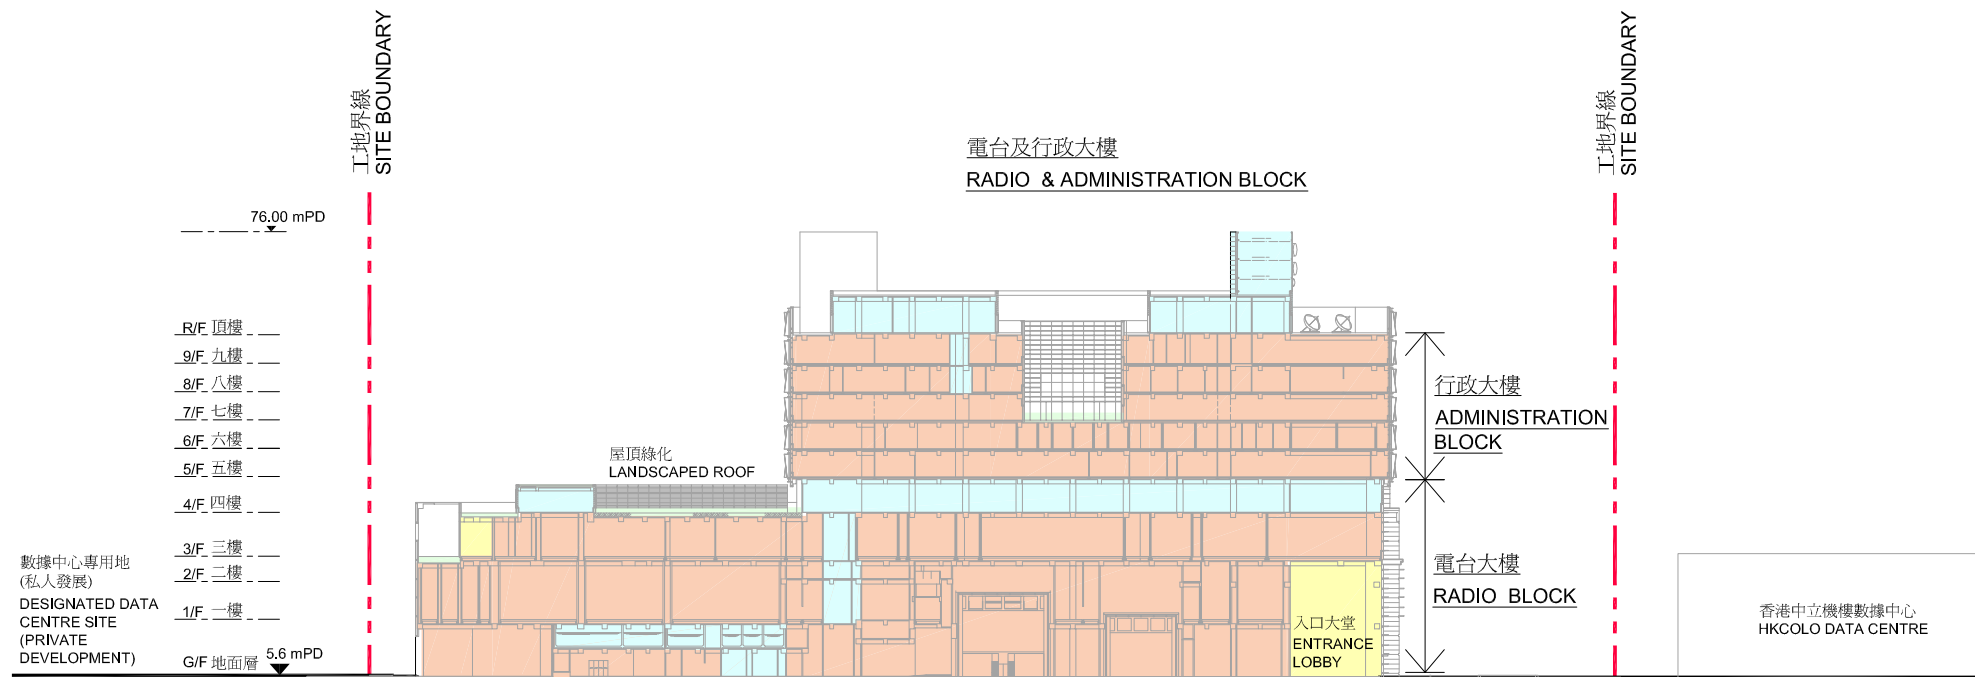 工地界線
SITE BOUNDARY
工地界線
SITE BOUNDARY
電台及行政大樓
RADIO & ADMINISTRATION BLOCK
76.00 mPD
R/F 頂樓
9/F 九樓
8/F 八樓
7/F 七樓
6/F 六樓
5/F 五樓
4/F 四樓
3/F 三樓
2/F 二樓
1/F 一樓
G/F 地面層
5.6 mPD
數據中心專用地
(私人發展)
DESIGNATED DATA
CENTRE SITE
(PRIVATE
DEVELOPMENT)
屋頂綠化
LANDSCAPED ROOF
行政大樓
ADMINISTRATION
BLOCK
電台大樓
RADIO BLOCK
入口大堂
ENTRANCE
LOBBY
香港中立機樓數據中心
HKCOLO DATA CENTRE